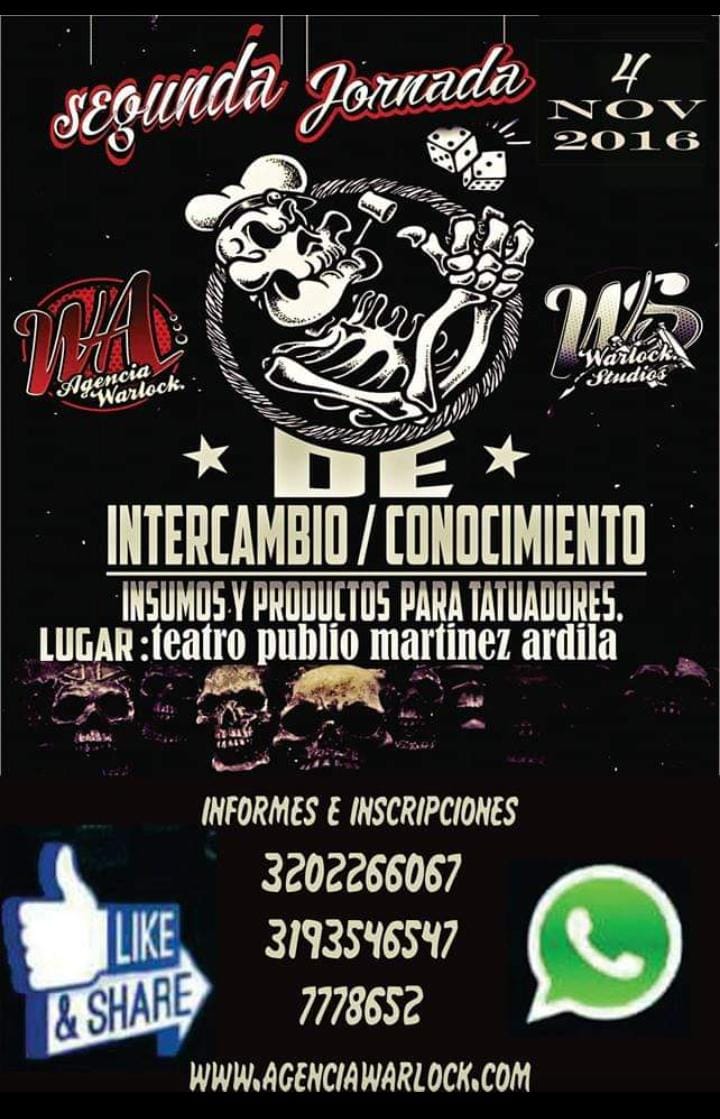 segunda Jornada
4
NOV
2016
WA
Agencia
Warlock.
WS
Warlock
Studios
DE
INTERCAMBIO / CONOCIMIENTO
INSUMOS Y PRODUCTOS PARA TATUADORES.
LUGAR : teatro publio martinez ardila
INFORMES E INSCRIPCIONES
3202266067
3193546547
7778652
LIKE
& SHARE
WWW.AGENCIAWARLOCK.COM